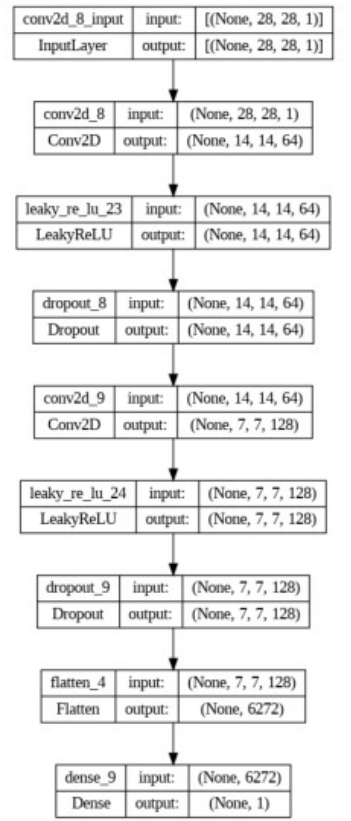 conv2d_8_input input: [(None, 28, 28, 1)]
InputLayer output: [(None, 28, 28, 1)]
conv2d_8 input: (None, 28, 28, 1)
Conv2D output: (None, 14, 14, 64)
leaky_re_lu_23 input: (None, 14, 14, 64)
LeakyReLU output: (None, 14, 14, 64)
dropout_8 input: (None, 14, 14, 64)
Dropout output: (None, 14, 14, 64)
conv2d_9 input: (None, 14, 14, 64)
Conv2D output: (None, 7, 7, 128)
leaky_re_lu_24 input: (None, 7, 7, 128)
LeakyReLU output: (None, 7, 7, 128)
dropout_9 input: (None, 7, 7, 128)
Dropout output: (None, 7, 7, 128)
flatten_4 input: (None, 7, 7, 128)
Flatten output: (None, 6272)
dense_9 input: (None, 6272)
Dense output: (None, 1)